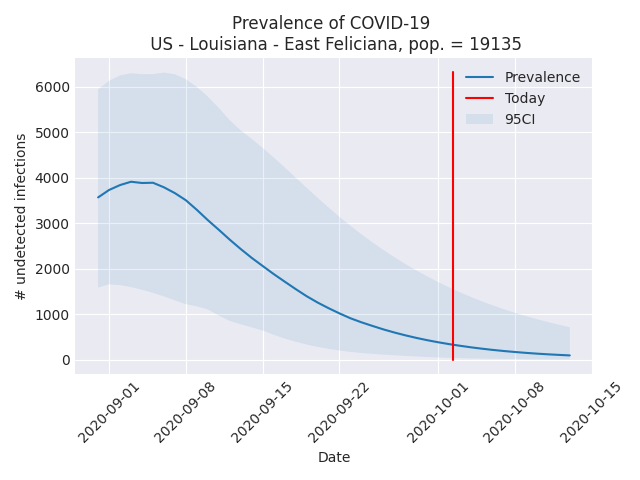 Prevalence of COVID-19
US - Louisiana - East Feliciana, pop. = 19135
Prevalence
Today
95CI
# undetected infections
6000
5000
4000
3000
2000
1000
0
2020-09-01
2020-09-08
2020-09-15
2020-09-22
2020-10-01
2020-10-08
2020-10-15
Date